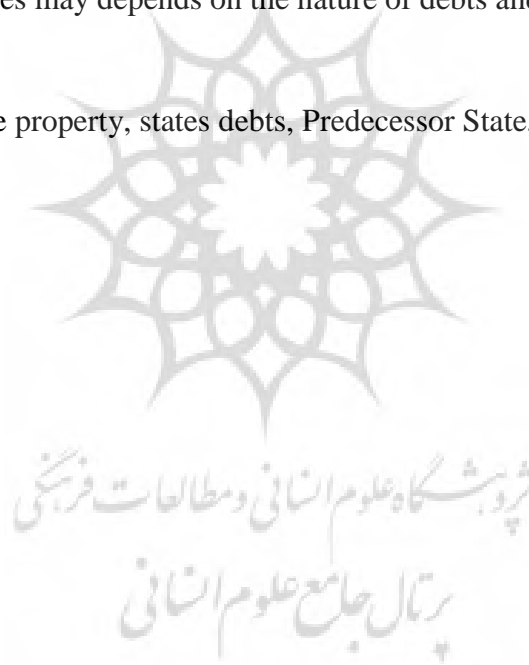 es may depends on the nature of debts and
e property, states debts, Predecessor State.
پژوهشگاه علوم انسانی و مطالعات فرهنگی
پرتال جامع علوم انسانی